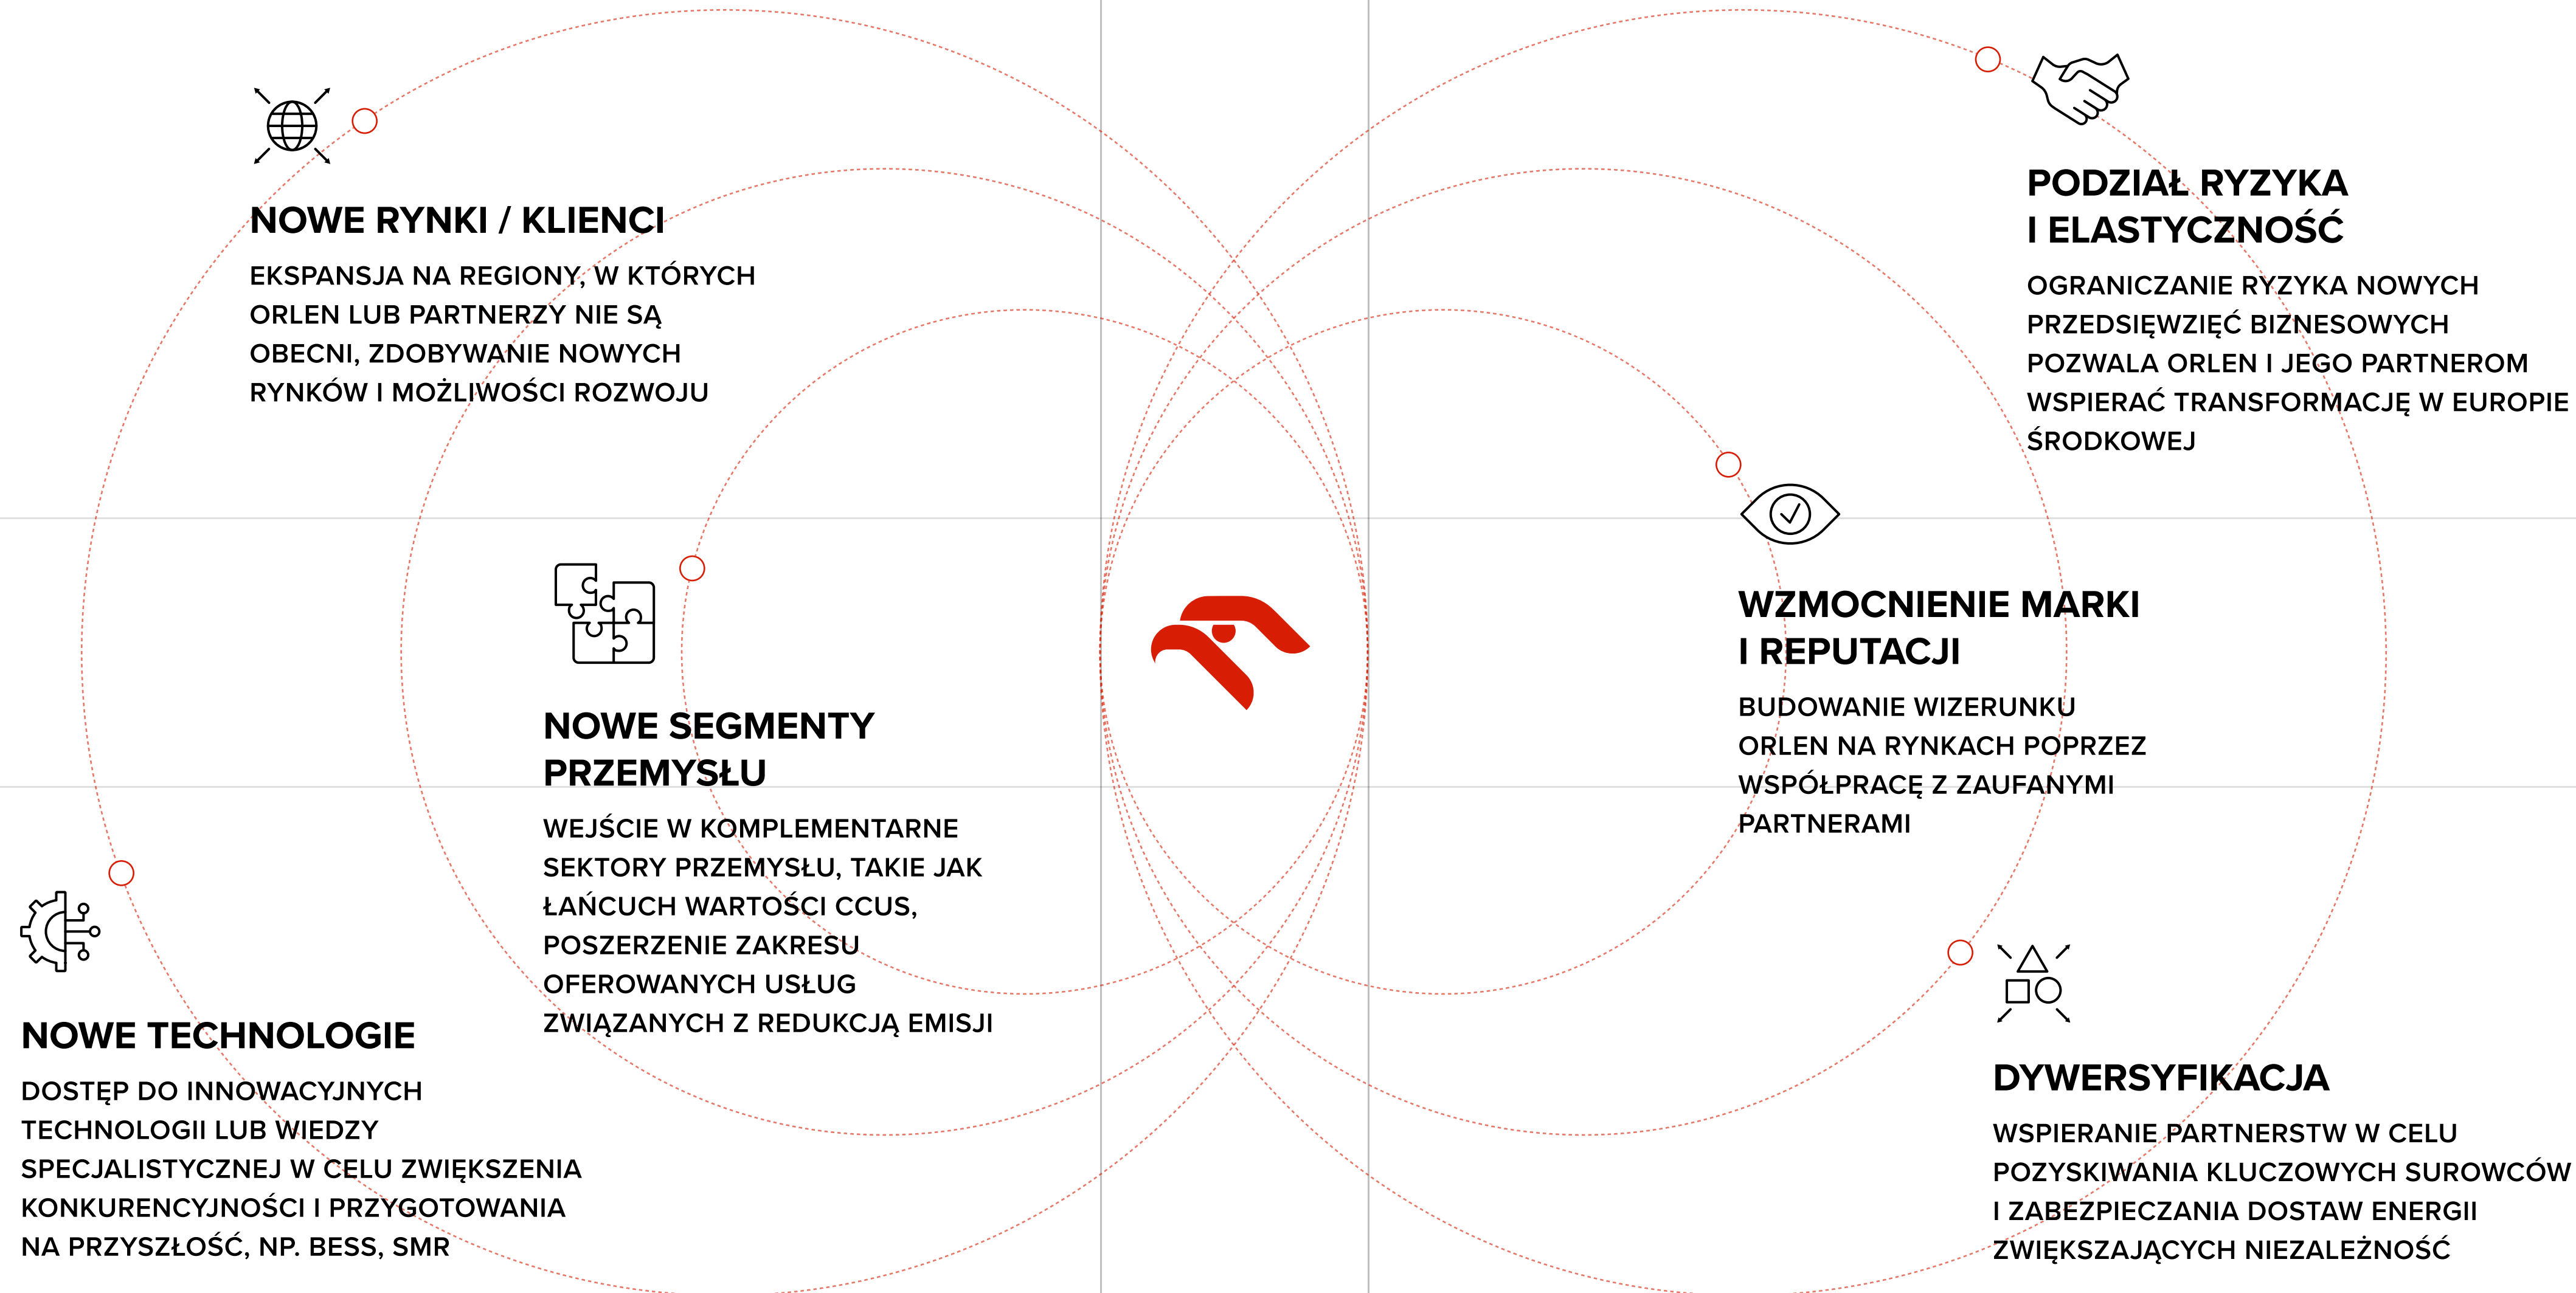 NOWE RYNKI / KLIENCI
EKSPANSJA NA REGIONY, W KTÓRYCH
ORLEN LUB PARTNERZY NIE SĄ
OBECNI, ZDOBYWANIE NOWYCH
RYNKÓW I MOŻLIWOŚCI ROZWOJU
NOWE SEGMENTY
PRZEMYSŁU
WEJŚCIE W KOMPLEMENTARNE
SEKTORY PRZEMYSŁU, TAKIE JAK
ŁAŃCUCH WARTOŚCI CCUS,
POSZERZENIE ZAKRESU
OFEROWANYCH USŁUG
ZWIĄZANYCH Z REDUKCJĄ EMISJI
NOWE TECHNOLOGIE
DOSTĘP DO INNOWACYJNYCH
TECHNOLOGII LUB WIEDZY
SPECJALISTYCZNEJ W CELU ZWIĘKSZENIA
KONKURENCYJNOŚCI I PRZYGOTOWANIA
NA PRZYSZŁOŚĆ, NP. BESS, SMR
PODZIAŁ RYZYKA
I ELASTYCZNOŚĆ
OGRANICZANIE RYZYKA NOWYCH
PRZEDSIĘWZIĘĆ BIZNESOWYCH
POZWALA ORLEN I JEGO PARTNEROM
WSPIERAĆ TRANSFORMACJĘ W EUROPIE
ŚRODKOWEJ
WZMOCNIENIE MARKI
I REPUTACJI
BUDOWANIE WIZERUNKU
ORLEN NA RYNKACH POPRZEZ
WSPÓŁPRACĘ Z ZAUFANYMI
PARTNERAMI
DYWERSYFIKACJA
WSPIERANIE PARTNERSTW W CELU
POZYSKIWANIA KLUCZOWYCH SUROWCÓW
I ZABEZPIECZANIA DOSTAW ENERGII
ZWIĘKSZAJĄCYCH NIEZALEŻNOŚĆ